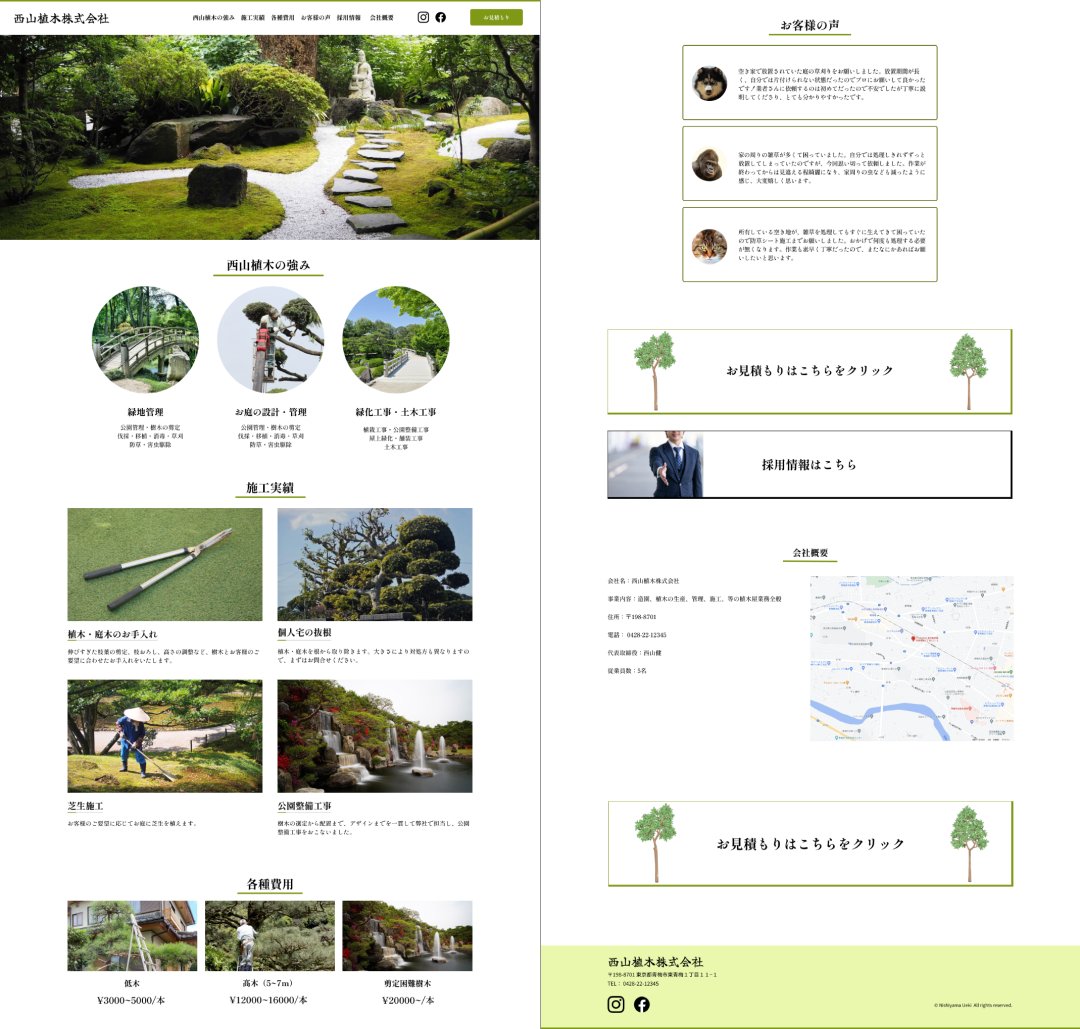 西山植木株式会社
西山植木の強み 施工実績 各種費用 お客様の声 採用情報 会社概要
お見積もり
西山植木の強み
緑地管理
公園管理・樹木の剪定
伐採・移植・消毒・草刈
防草・害虫駆除
お庭の設計・管理
公園管理・樹木の剪定
伐採・移植・消毒・草刈
防草・害虫駆除
緑化工事・土木工事
植栽工事・公園整備工事
屋上緑化・舗装工事
土木工事
施工実績
植木・庭木のお手入れ
伸びすぎた枝葉の剪定、枝おろし、高さの調整など、樹木とお客様のご
要望に合わせたお手入れをいたします。
個人宅の抜根
植木・庭木を根から取り除きます。大きさにより対処方も異なりますの
で、まずはお問合せください。
芝生施工
お客様のご要望に応じてお庭に芝生を植えます。
公園整備工事
樹木の選定から配置まで、デザインまでを一貫して弊社で担当し、公園
整備工事をおこないました。
各種費用
低木
¥3000~5000/本
高木（5~7m）
¥12000~16000/本
剪定困難樹木
¥20000~/本
お客様の声
空き家で放置されていた庭の草刈りをお願いしました。放置期間が長
く、自分では片付けられない状態だったのでプロにお願いして良かった
です！業者さんに依頼するのは初めてだったので不安でしたが丁寧に説
明してくださり、とても分かりやすかったです。
家の周りの雑草が多くて困っていました。自分では処理しきれずずっと
放置してしまっていたのですが、今回思い切って依頼しました。作業が
終わってからは見違える程綺麗になり、家周りの虫なども減ったように
感じ、大変嬉しく思います。
所有している空き地が、雑草を処理してもすぐに生えてきて困っていた
ので防草シート施工までお願いしました。おかげで何度も処理する必要
が無くなります。作業も素早く丁寧だったので、またなにかあればお願
いしたいと思います。
お見積もりはこちらをクリック
採用情報はこちら
会社概要
会社名：西山植木株式会社
事業内容：造園、植木の生産、管理、施工、等の植木屋業務全般
住所：〒198-8701
電話： 0428-22-12345
代表取締役：西山健
従業員数：5名
お見積もりはこちらをクリック
西山植木株式会社
〒198-8701 東京都青梅市東青梅１丁目１１−１
TEL： 0428-22-12345
© Nishiyama Ueki All rights reserved.